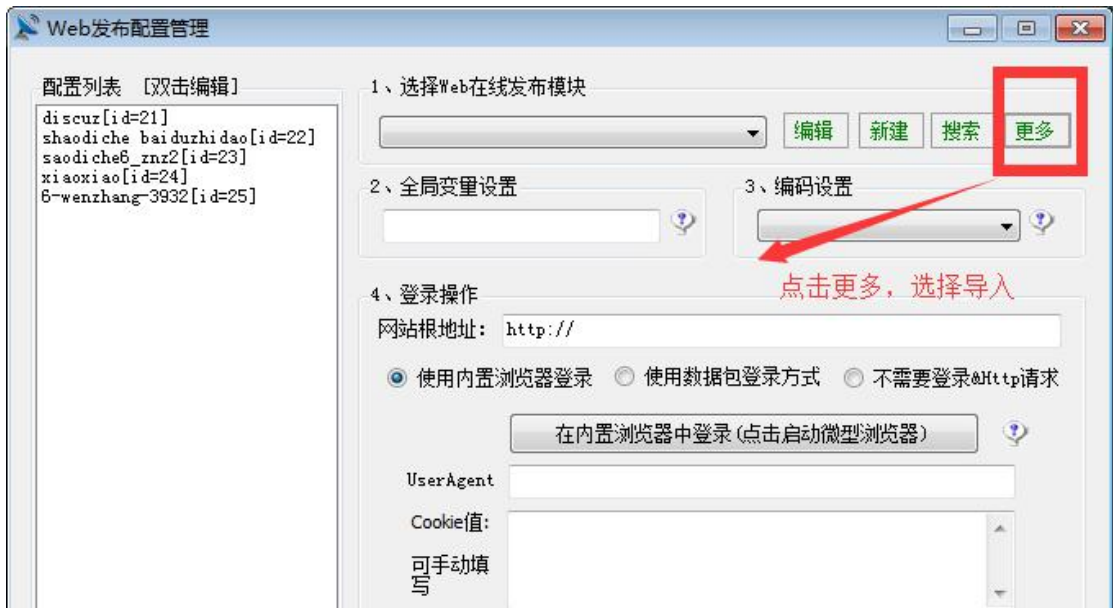 Web发布配置管理
配置列表 [双击编辑]
discuz[id=21]
shaodiche baiduzhidao[id=22]
saodiche6_znz2[id=23]
xiaoxiao[id=24]
6-wenzhang-3932[id=25]
1、选择Web在线发布模块
编辑 新建 搜索 更多
2、全局变量设置
3、编码设置
点击更多，选择导入
4、登录操作
网站根地址： http://
使用内置浏览器登录 使用数据包登录方式 不需要登录&Http请求
在内置浏览器中登录(点击启动微型浏览器)
UserAgent
Cookie值:
可手动填
写